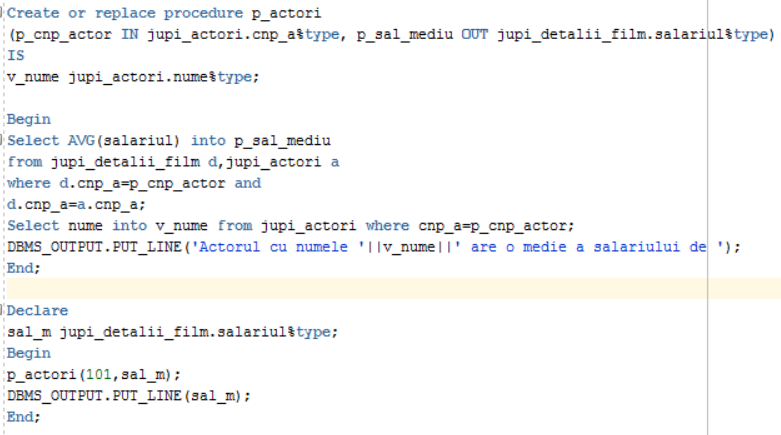 Create or replace procedure p_actori
(p_cnp_actor IN jupi_actori.cnp_a%type, p_sal_mediu OUT jupi_detalii_film.salariul%type)
IS
v_nume jupi_actori.nume%type;
Begin
Select AVG(salariul) into p_sal_mediu
from jupi_detalii_film d,jupi_actori a
where d.cnp_a=p_cnp_actor and
d.cnp_a=a.cnp_a;
Select nume into v_nume from jupi_actori where cnp_a=p_cnp_actor;
DBMS_OUTPUT.PUT_LINE('Actorul cu numele '||v_nume||' are o medie a salariului de ');
End;
Declare
sal_m jupi_detalii_film.salariul%type;
Begin
p_actori(101,sal_m);
DBMS_OUTPUT.PUT_LINE(sal_m);
End;